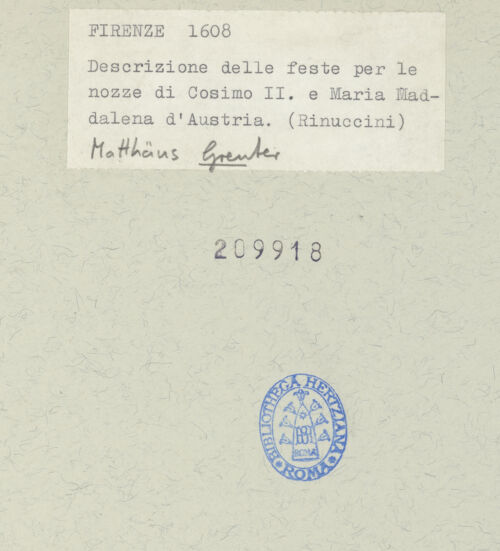 FIRENZE 1608
Descrizione delle feste per le
nozze di Cosimo II. e Maria Mad-
dalena d'Austria. (Rinuccini)
Matthäus Greuter
209918
BIBLIOTHECA HERTZIANA
ROMA
ROMA